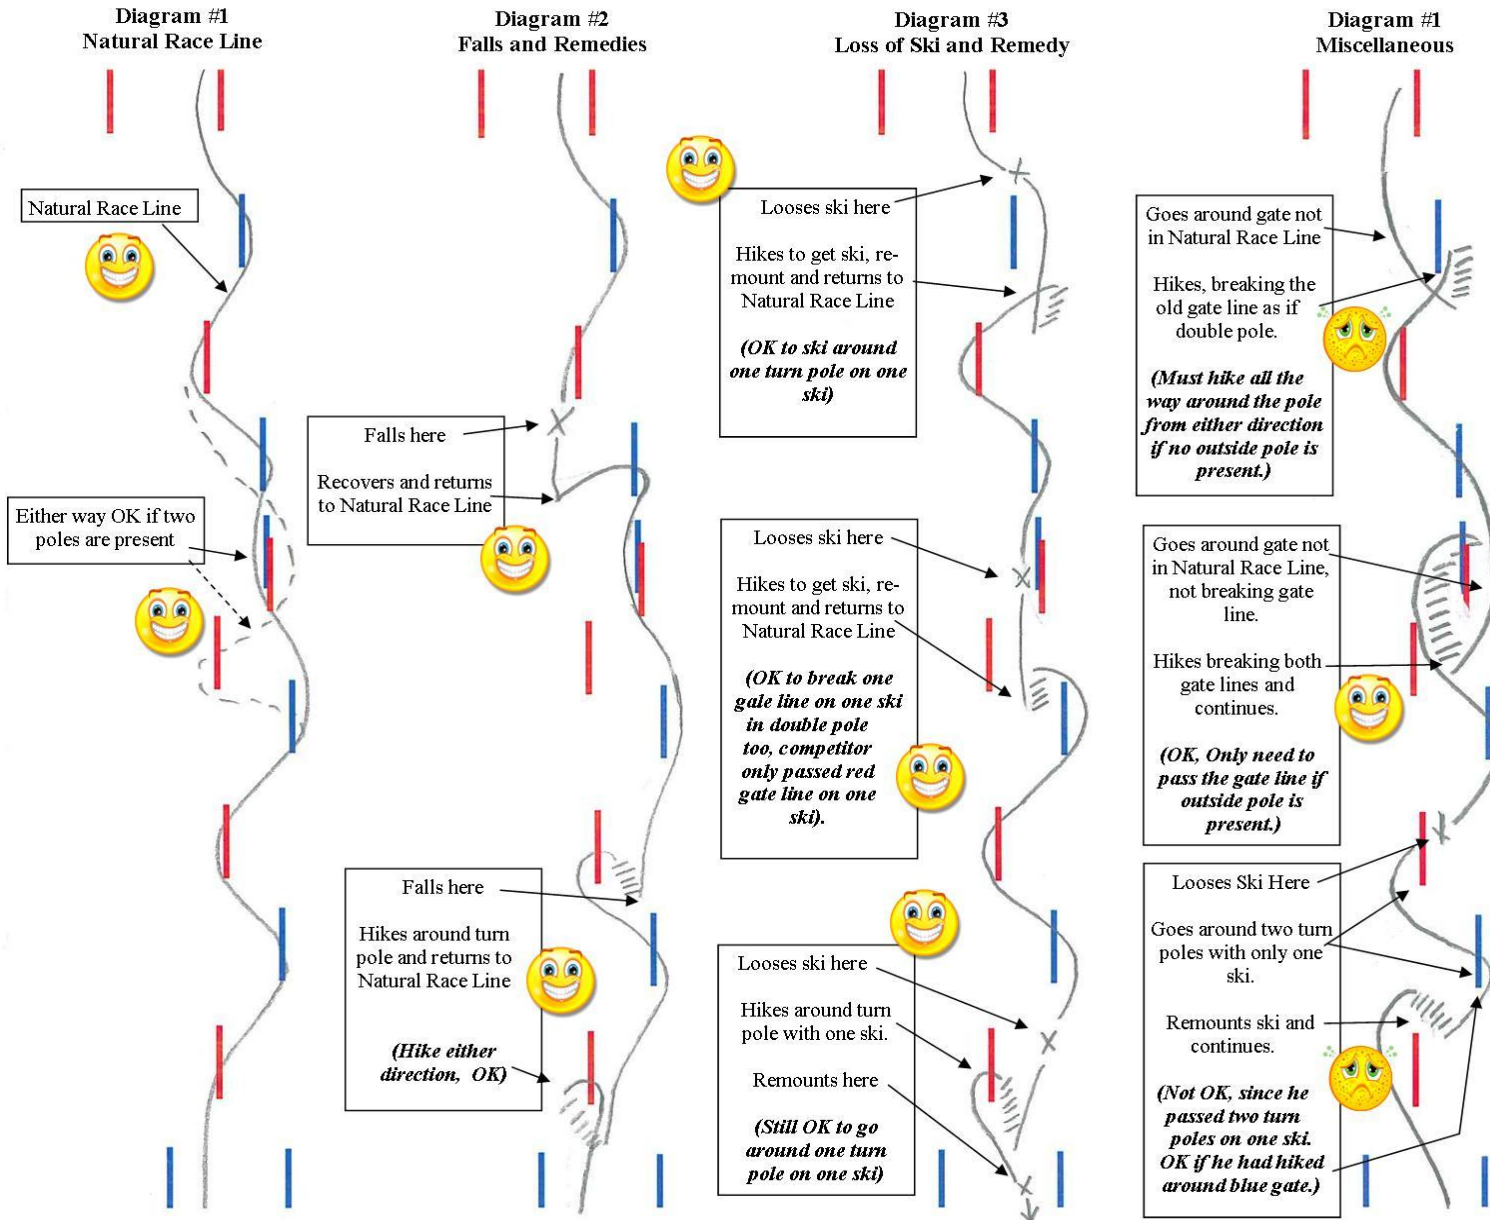 Diagram #1
Natural Race Line
Natural Race Line
Either way OK if two
poles are present
Diagram #2
Falls and Remedies
Falls here
Recovers and returns
to Natural Race Line
Falls here
Hikes around turn
pole and returns to
Natural Race Line
(Hike either
direction, OK)
Diagram #3
Loss of Ski and Remedy
Looses ski here
Hikes to get ski, re-
mount and returns to
Natural Race Line
(OK to ski around
one turn pole on one
ski)
Looses ski here
Hikes to get ski, re-
mount and returns to
Natural Race Line
(OK to break one
gale line on one ski
in double pole
too, competitor
only passed red
gate line on one
ski).
Looses ski here
Hikes around turn
pole with one ski.
Remounts here
(Still OK to go
around one turn
pole on one ski)
Diagram #1
Miscellaneous
Goes around gate not
in Natural Race Line
Hikes, breaking the
old gate line as if
double pole.
(Must hike all the
way around the pole
from either direction
if no outside pole is
present.)
Goes around gate not
in Natural Race Line,
not breaking gate
line.
Hikes breaking both
gate lines and
continues.
(OK, Only need to
pass the gate line if
outside pole is
present.)
Looses Ski Here
Goes around two turn
poles with only one
ski.
Remounts ski and
continues.
(Not OK, since he
passed two turn
poles on one ski.
OK if he had hiked
around blue gate.)